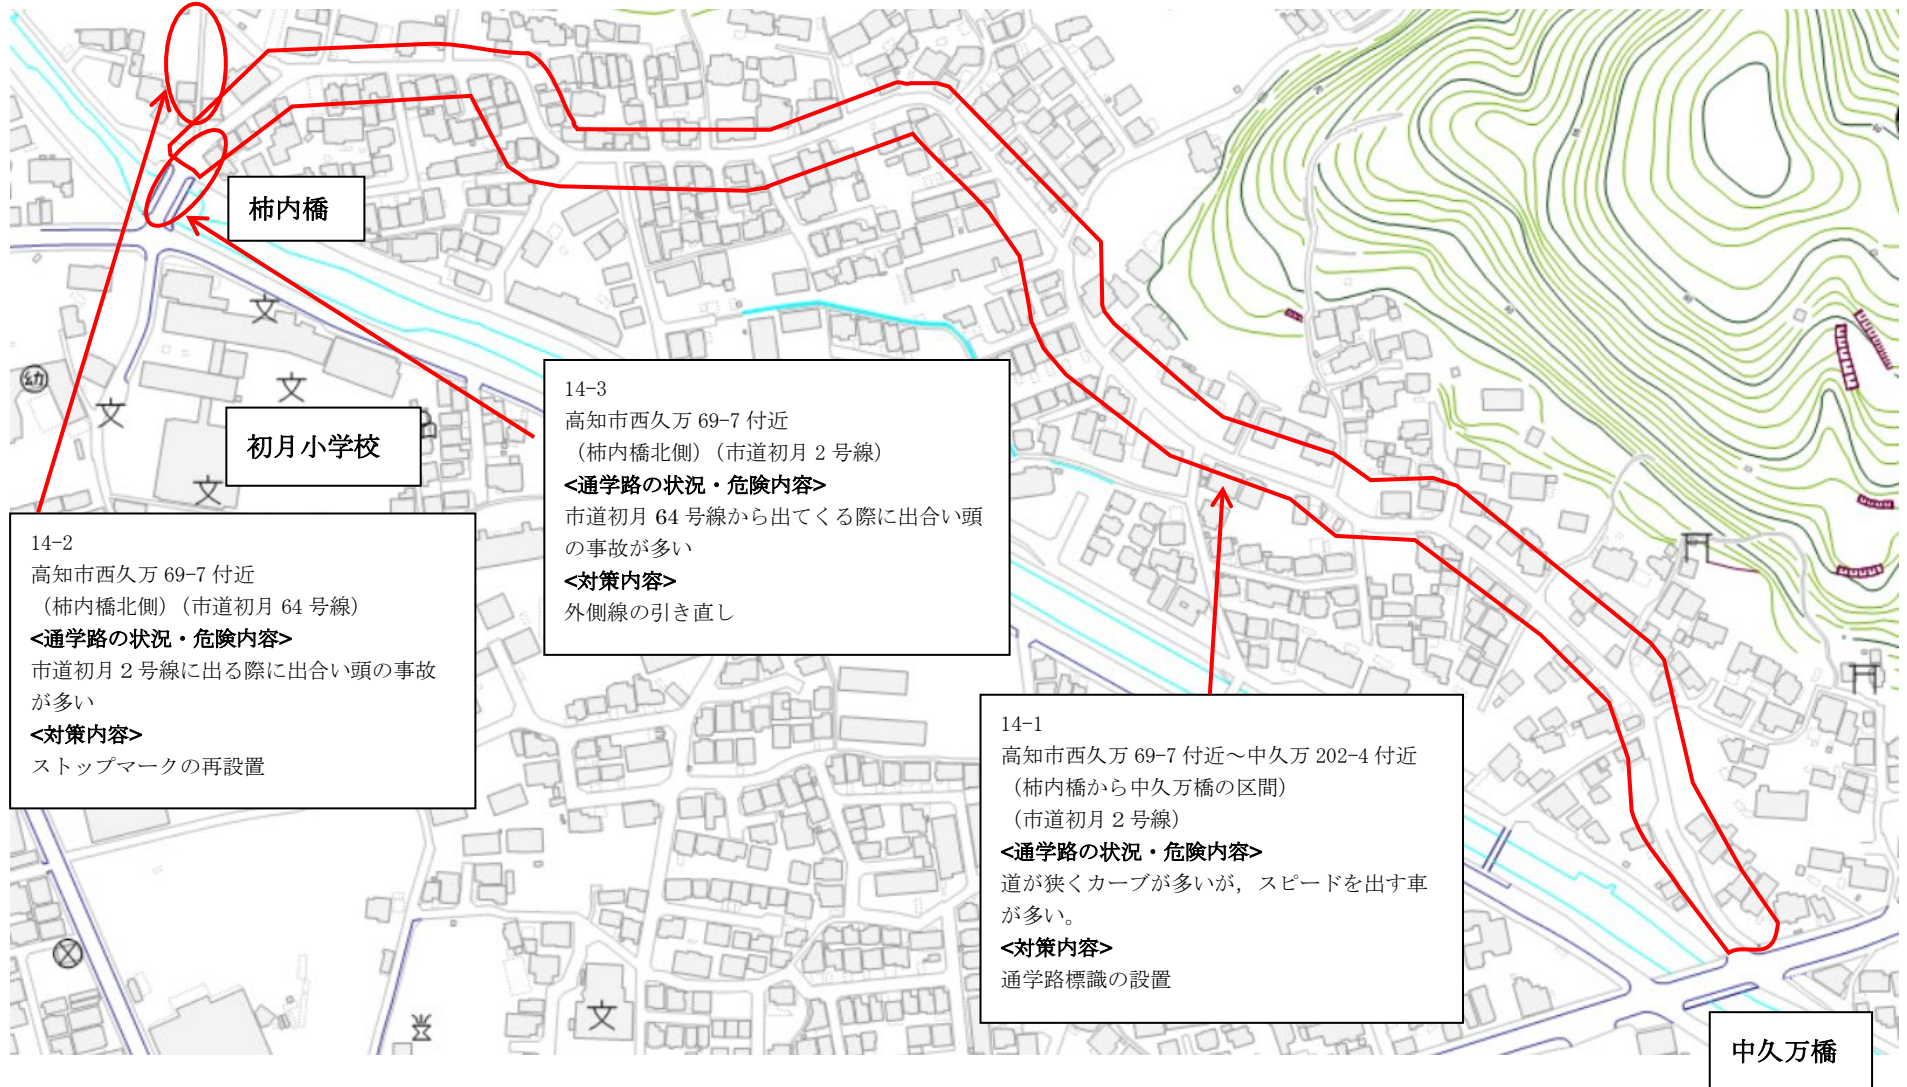 柿内橋
初月小学校
14-3
高知市西久万 69-7 付近
（柿内橋北側）（市道初月 2 号線）
<通学路の状況・危険内容>
市道初月 64 号線から出てくる際に出合い頭
の事故が多い
<対策内容>
外側線の引き直し
14-2
高知市西久万 69-7 付近
（柿内橋北側）（市道初月 64 号線）
<通学路の状況・危険内容>
市道初月２号線に出る際に出合い頭の事故
が多い
<対策内容>
ストップマークの再設置
14-1
高知市西久万 69-7 付近～中久万 202-4 付近
（柿内橋から中久万橋の区間）
（市道初月２号線）
<通学路の状況・危険内容>
道が狭くカーブが多いが，スピードを出す車
が多い。
<対策内容>
通学路標識の設置
中久万橋
文
文
文
文
幼
文